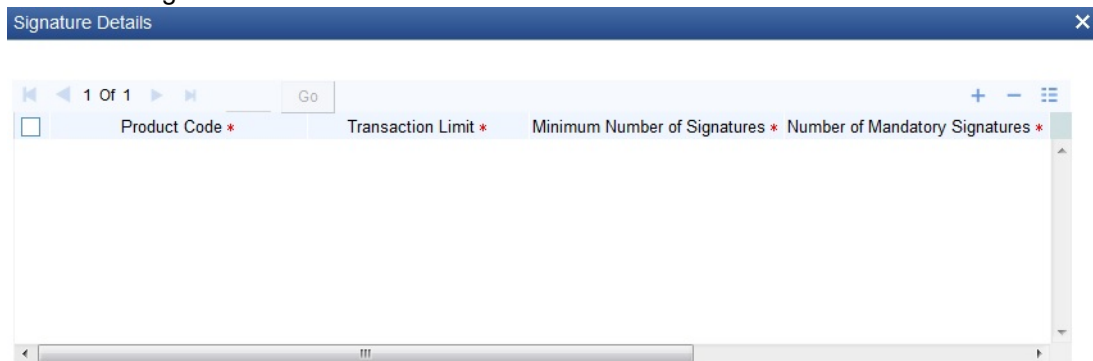 Signature Details
1 Of 1 Go
Product Code * Transaction Limit * Minimum Number of Signatures * Number of Mandatory Signatures *